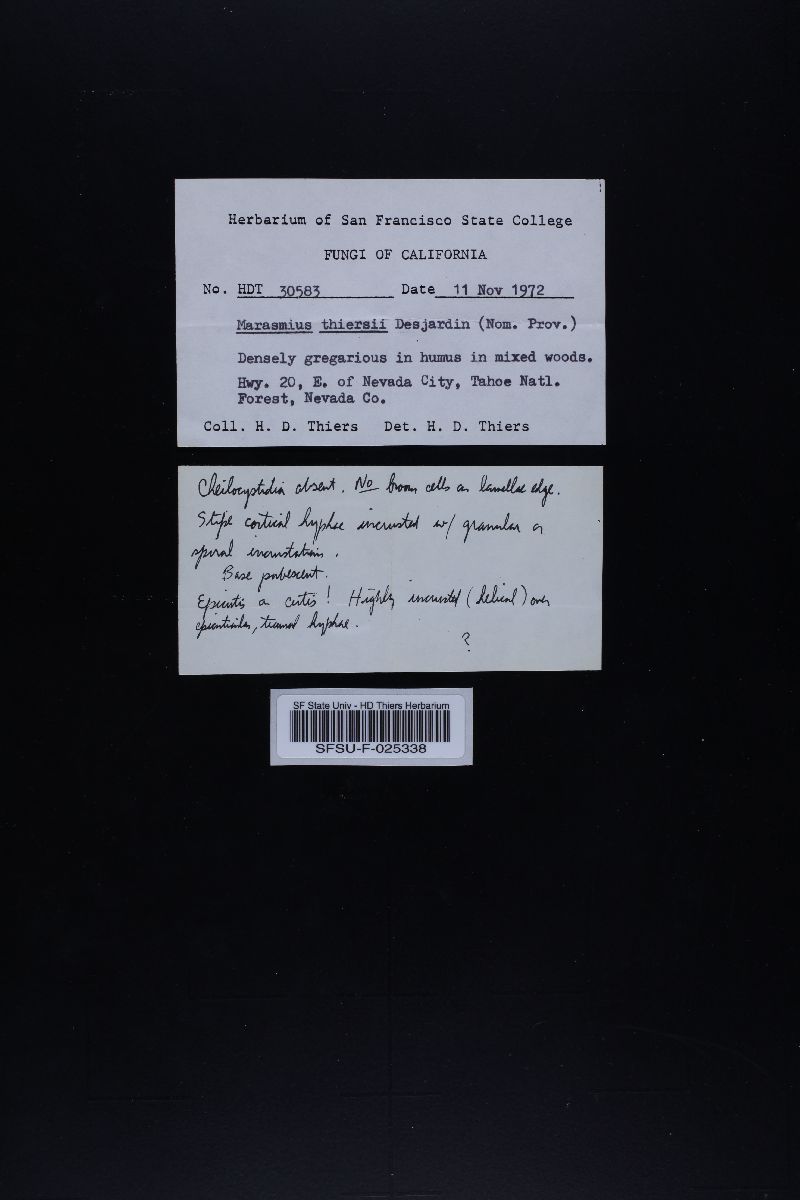 Herbarium of San Francisco State College
FUNGI OF CALIFORNIA
No. HDT 30583 Date 11 Nov 1972
Marasmius thiersii Desjardin (Nom. Prov.)
Densely gregarious in humus in mixed woods.
Hwy. 20, E. of Nevada City, Tahoe Natl.
Forest, Nevada Co.
Coll. H. D. Thiers Det. H. D. Thiers
Cheilocystidia absent. No broom cells on lamellae edge.
Stipe cortical hyphae incrusted w/ granular or
spiral incrustations.
Base pubescent.
Epicutis a cutis! Highly incrusted (helical) over
epicuticular, tramal hyphae.
?
SF State Univ - HD Thiers Herbarium
SFSU-F-025338